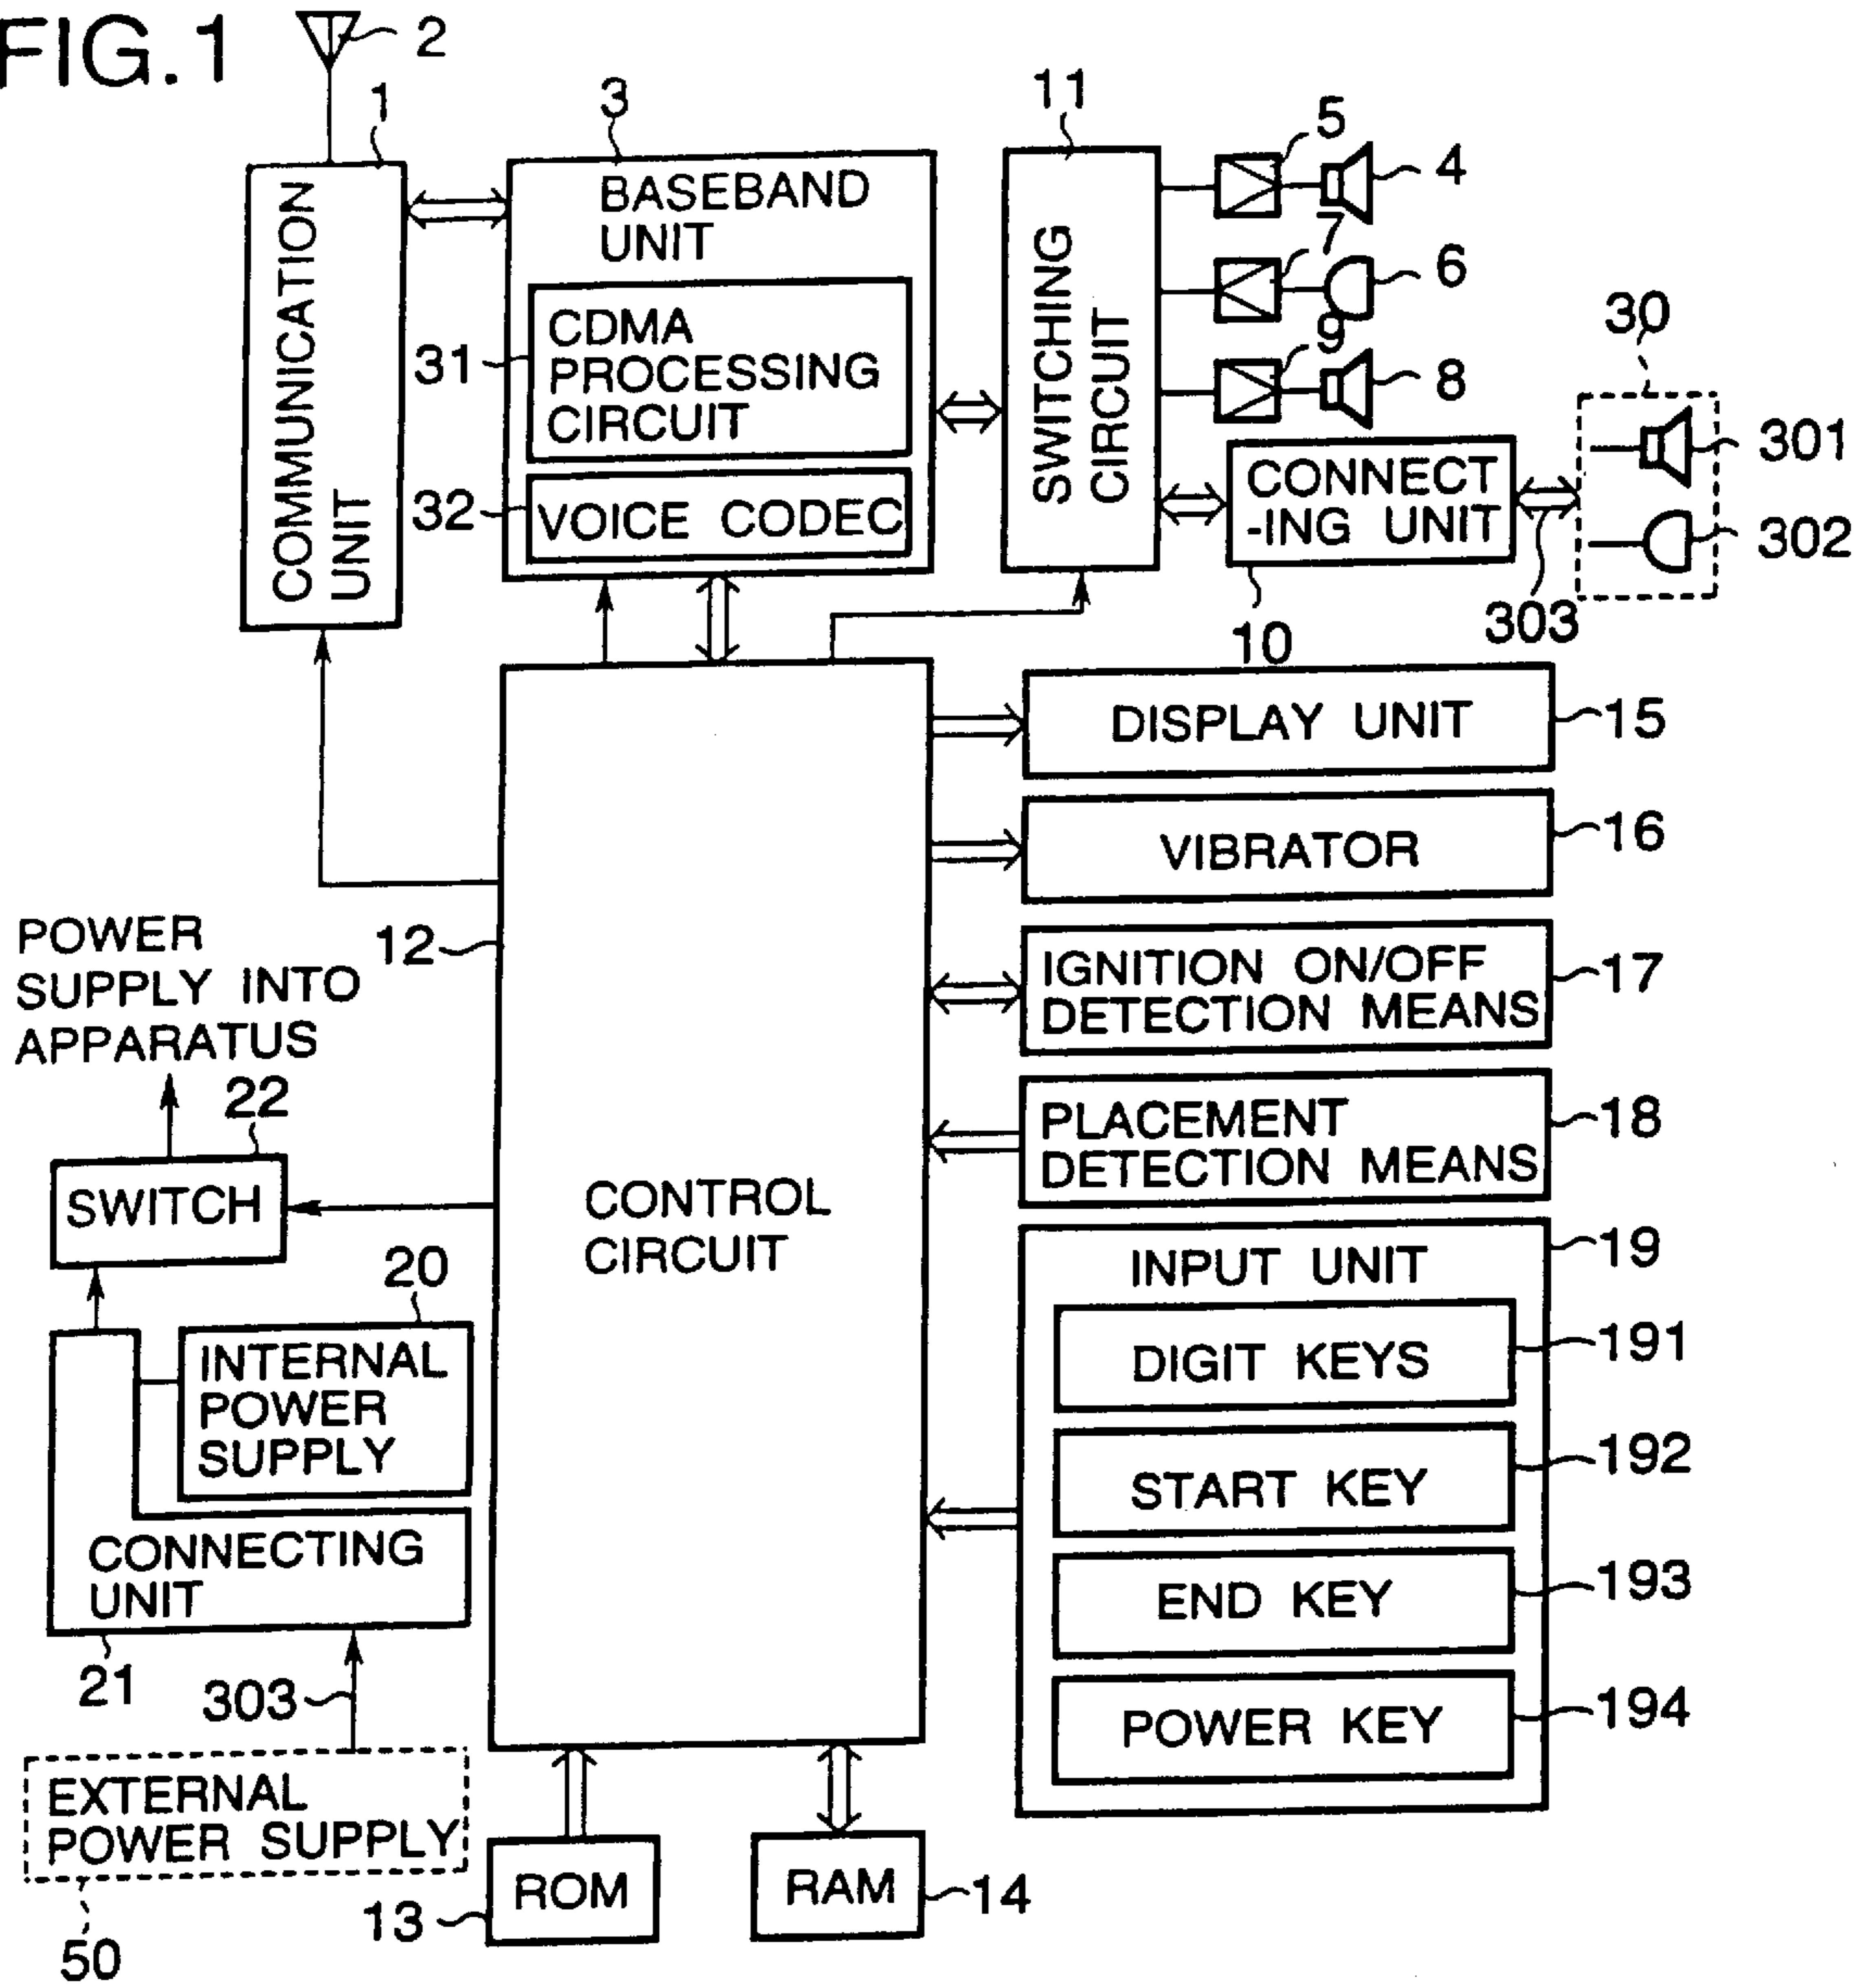 FIG.1
2
1
3
11
5
4
7
6
9
8
30
301
302
303
10
COMMUNICATION
UNIT
BASEBAND
UNIT
31
CDMA
PROCESSING
CIRCUIT
32
VOICE CODEC
SWITCHING
CIRCUIT
CONNECT
-ING UNIT
DISPLAY UNIT
15
VIBRATOR
16
12
IGNITION ON/OFF
DETECTION MEANS
17
PLACEMENT
DETECTION MEANS
18
POWER
SUPPLY INTO
APPARATUS
22
SWITCH
CONTROL
CIRCUIT
20
INTERNAL
POWER
SUPPLY
CONNECTING
UNIT
21
303
EXTERNAL
POWER SUPPLY
50
INPUT UNIT
19
DIGIT KEYS
191
START KEY
192
END KEY
193
POWER KEY
194
ROM
13
RAM
14